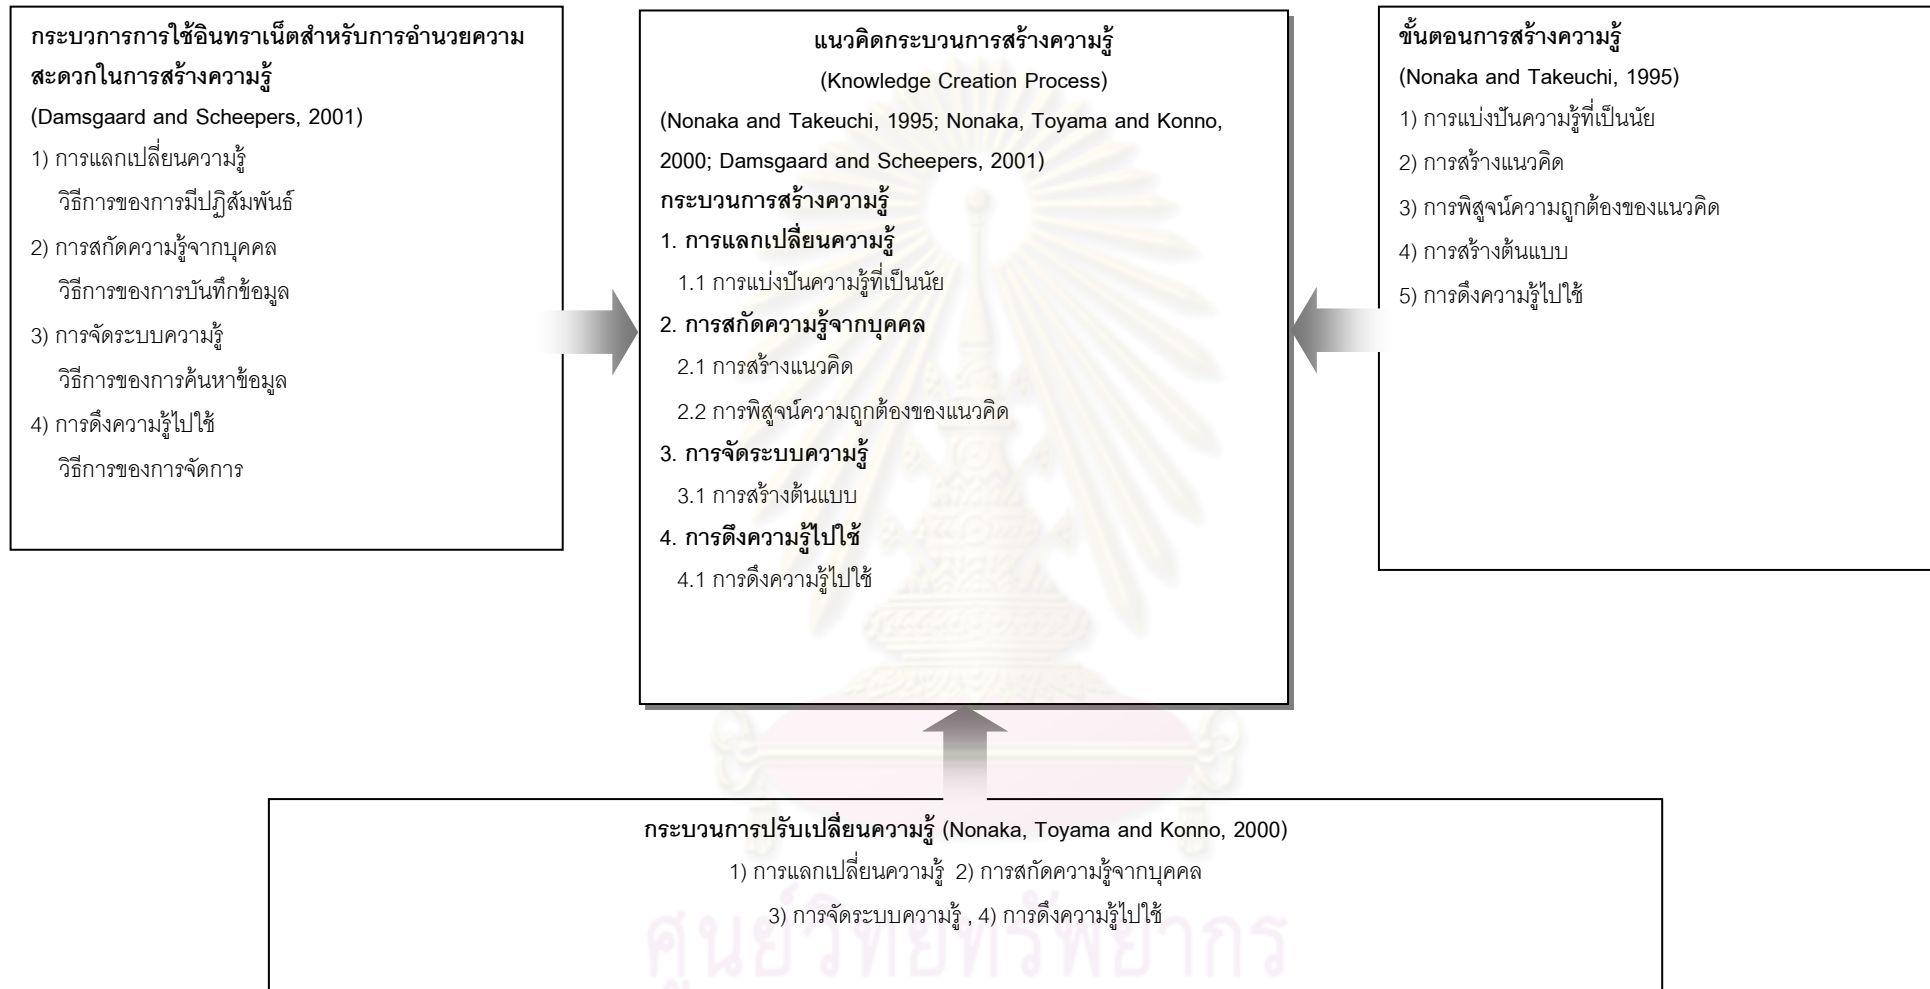 กระบวการการใช้อินทราเน็ตสำหรับการอำนวยความ
สะดวกในการสร้างความรู้
(Damsgaard and Scheepers, 2001)
1) การแลกเปลี่ยนความรู้
วิธีการของการมีปฏิสัมพันธ์
2) การสกัดความรู้จากบุคคล
วิธีการของการบันทึกข้อมูล
3) การจัดระบบความรู้
วิธีการของการค้นหาข้อมูล
4) การดึงความรู้ไปใช้
วิธีการของการจัดการ
แนวคิดกระบวนการสร้างความรู้
(Knowledge Creation Process)
(Nonaka and Takeuchi, 1995; Nonaka, Toyama and Konno,
2000; Damsgaard and Scheepers, 2001)
กระบวนการสร้างความรู้
1. การแลกเปลี่ยนความรู้
1.1 การแบ่งปันความรู้ที่เป็นนัย
2. การสกัดความรู้จากบุคคล
2.1 การสร้างแนวคิด
2.2 การพิสูจน์ความถูกต้องของแนวคิด
3. การจัดระบบความรู้
3.1 การสร้างต้นแบบ
4. การดึงความรู้ไปใช้
4.1 การดึงความรู้ไปใช้
ขั้นตอนการสร้างความรู้
(Nonaka and Takeuchi, 1995)
1) การแบ่งปันความรู้ที่เป็นนัย
2) การสร้างแนวคิด
3) การพิสูจน์ความถูกต้องของแนวคิด
4) การสร้างต้นแบบ
5) การดึงความรู้ไปใช้
กระบวนการปรับเปลี่ยนความรู้ (Nonaka, Toyama and Konno, 2000)
1) การแลกเปลี่ยนความรู้ 2) การสกัดความรู้จากบุคคล
3) การจัดระบบความรู้ , 4) การดึงความรู้ไปใช้
ศูนย์วิทยทรัพยากร